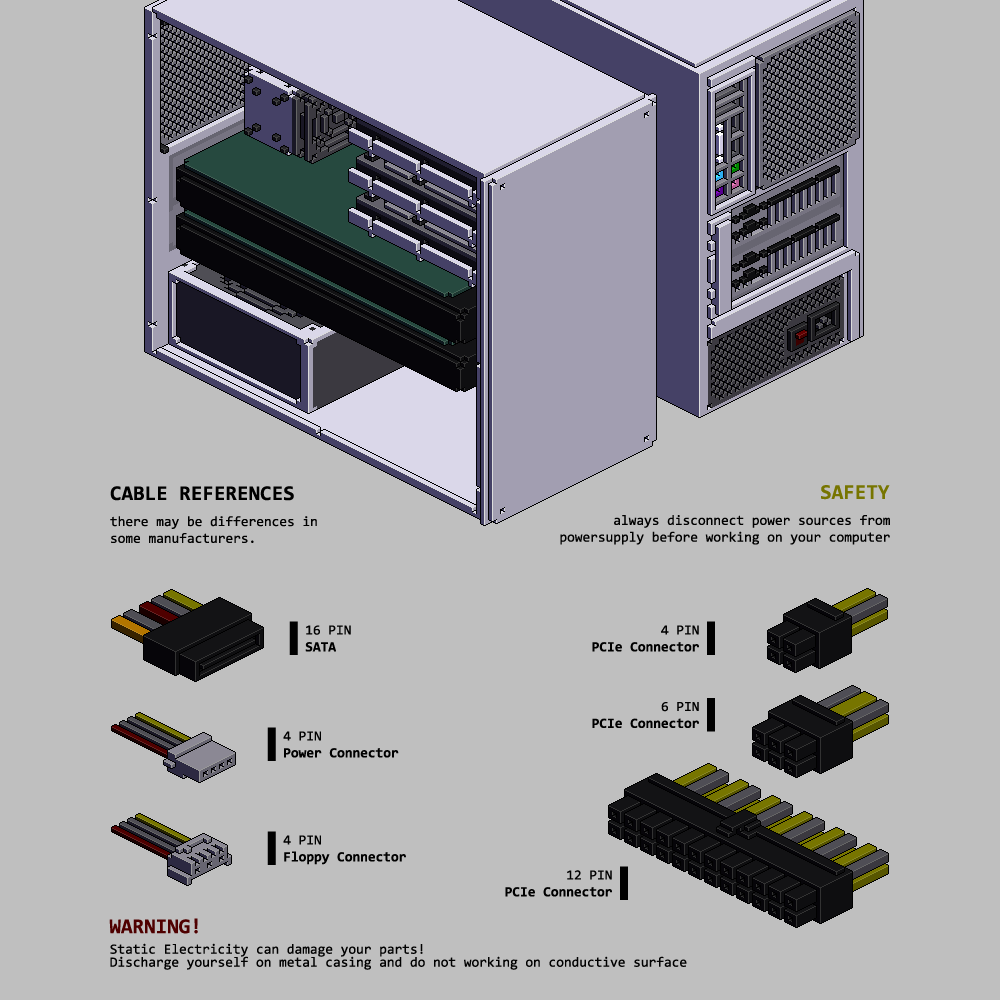 CABLE REFERENCES
there may be differences in
some manufacturers.
SAFETY
always disconnect power sources from
powersupply before working on your computer
16 PIN
SATA
4 PIN
Power Connector
4 PIN
Floppy Connector
4 PIN
PCIe Connector
6 PIN
PCIe Connector
12 PIN
PCIe Connector
WARNING!
Static Electricity can damage your parts!
Discharge yourself on metal casing and do not working on conductive surface